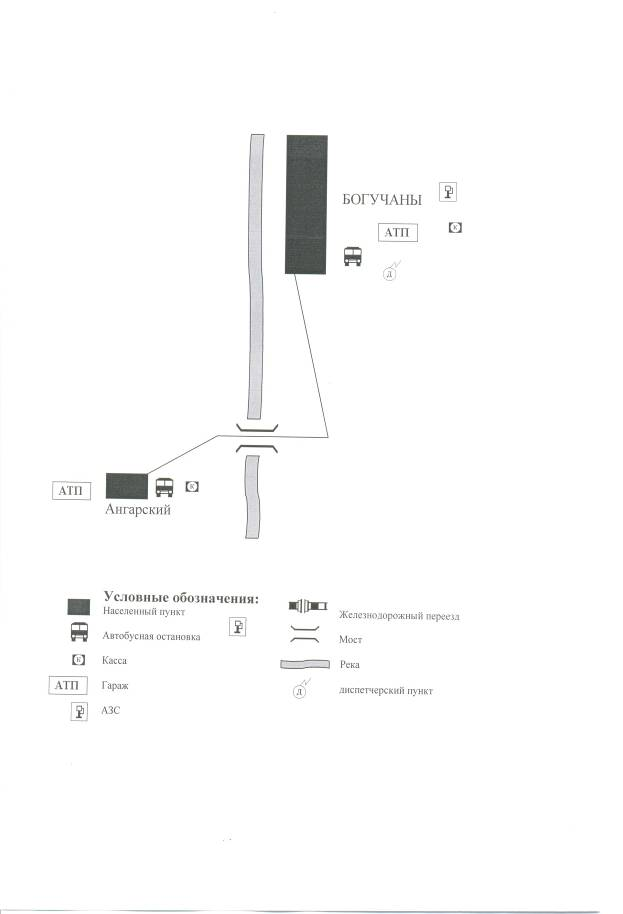 БОГУЧАНЫ
АТП
К
Д
АТП
К
Ангарский
Условные обозначения:
Населенный пункт
Автобусная остановка
К
Касса
АТП
Гараж
АЗС
Железнодорожный переезд
Мост
Река
Д
диспетчерский пункт